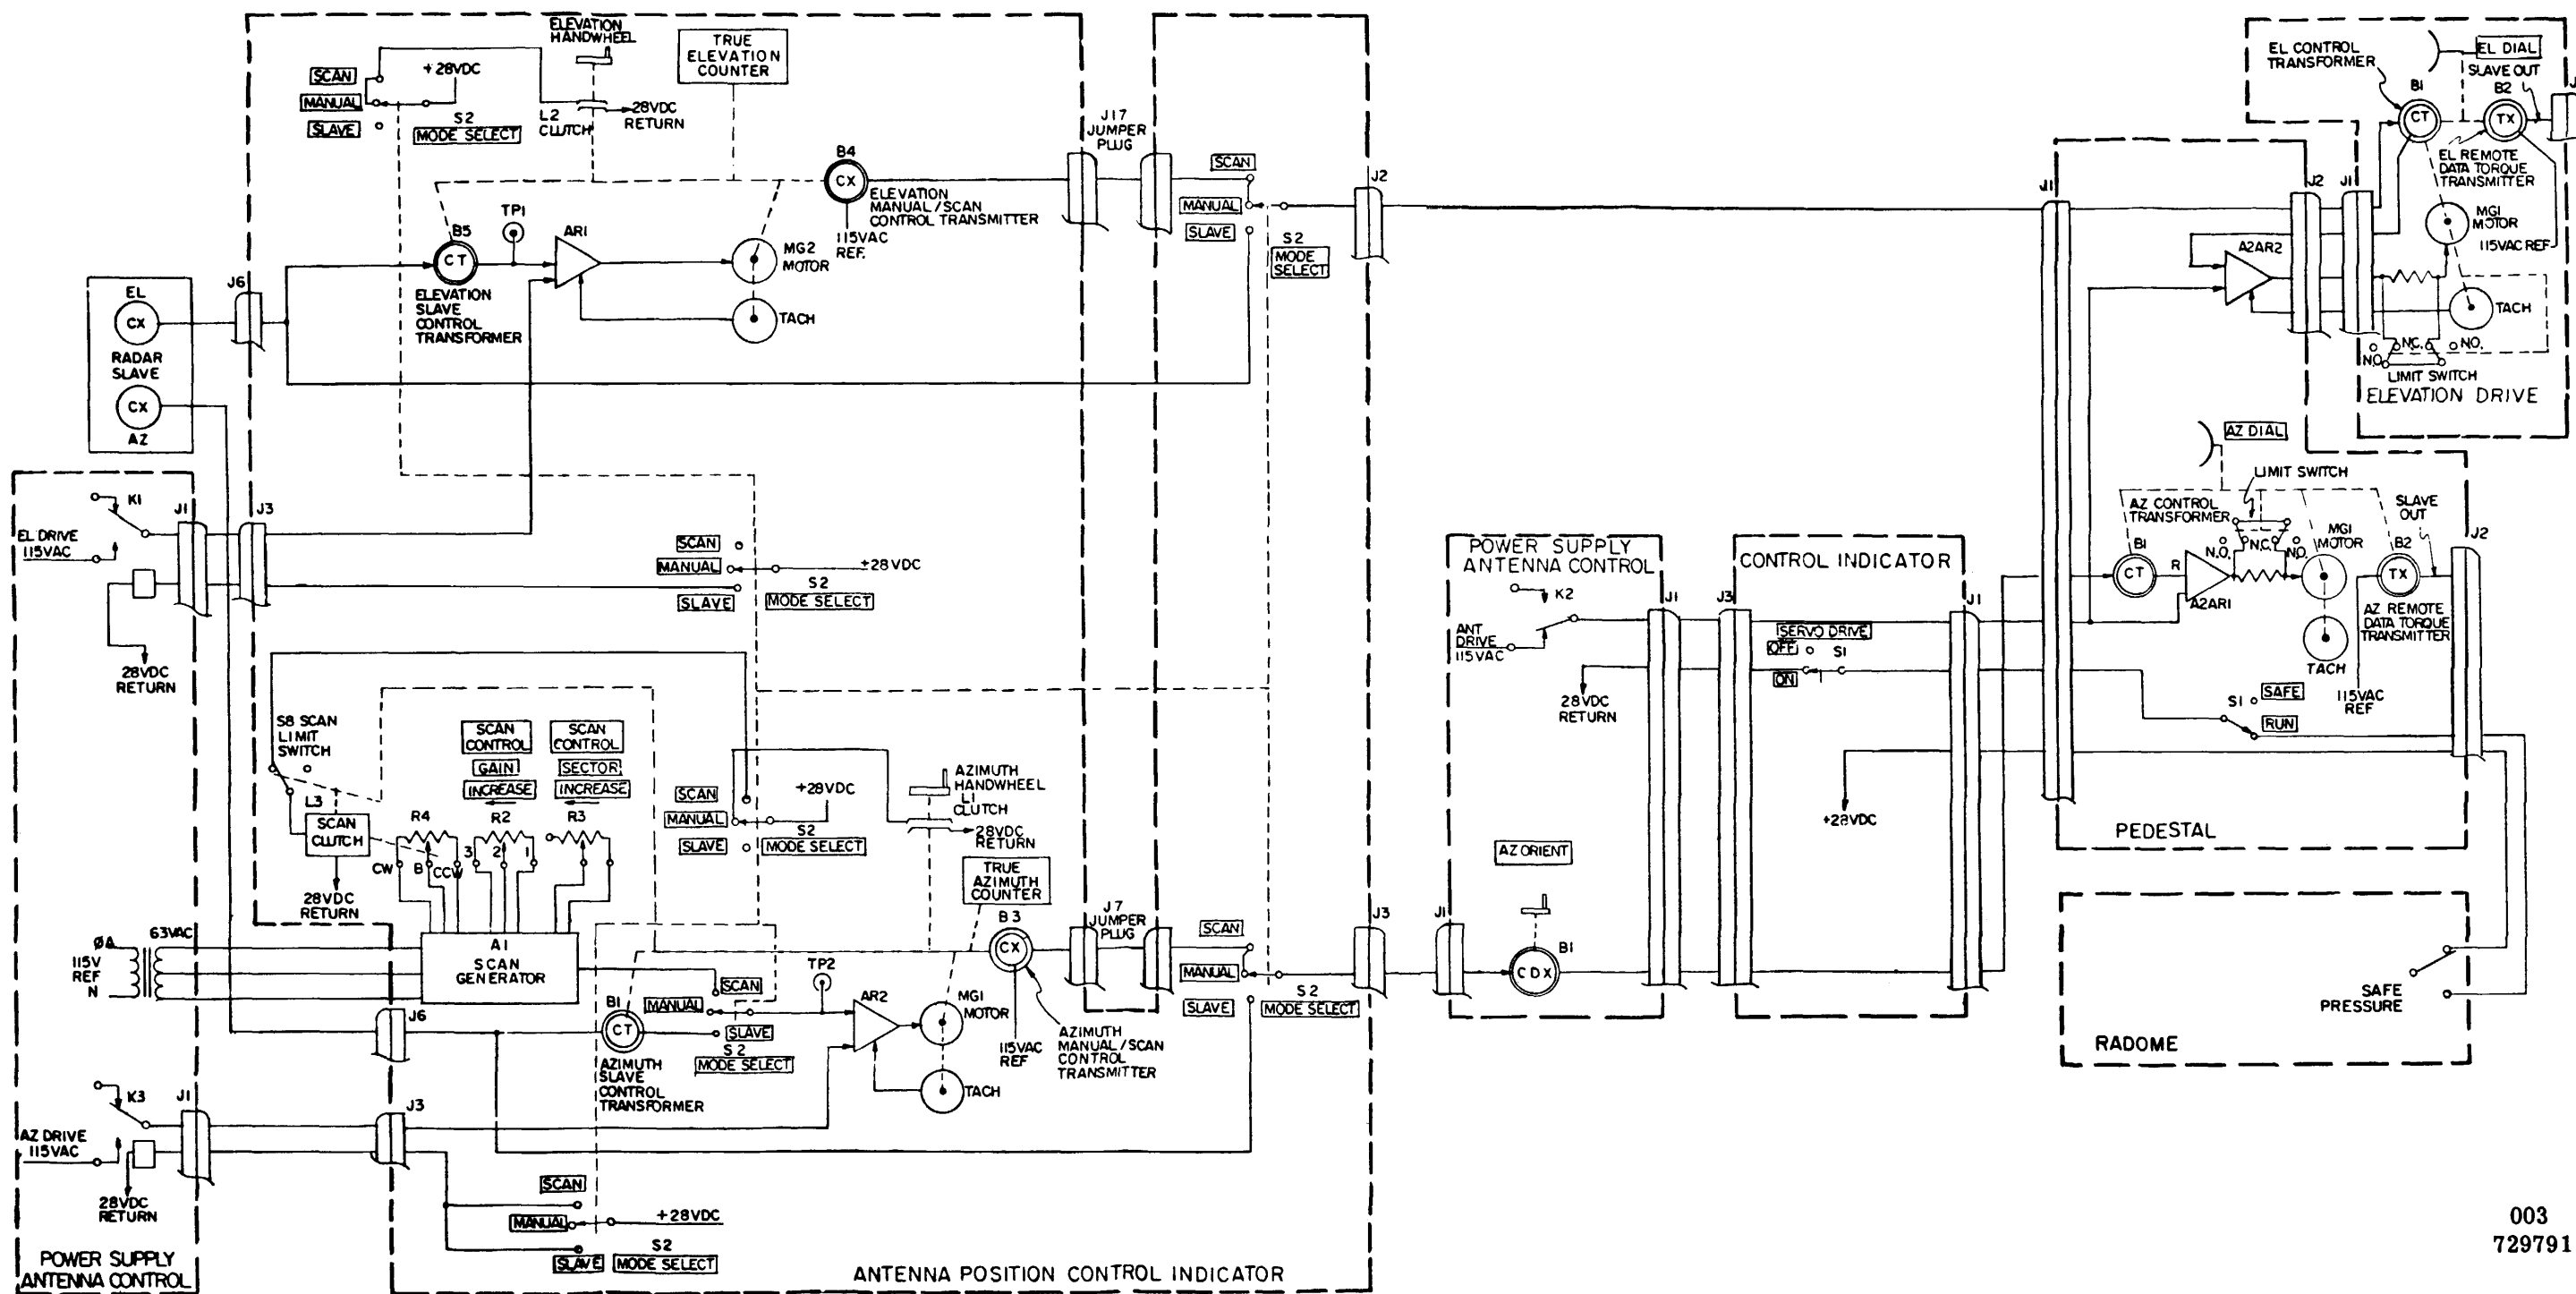 ELEVATION
HANDWHEEL
TRUE
ELEVATION
COUNTER
SCAN
+28VDC
MANUAL
SLAVE
S2
MODE SELECT
L2
CLUTCH
28VDC
RETURN
B4
CX
ELEVATION
MANUAL/SCAN
CONTROL TRANSMITTER
115VAC
REF.
B5
CT
TP1
AR1
MG2
MOTOR
TACH
ELEVATION
SLAVE
CONTROL
TRANSFORMER
J17
JUMPER
PLUG
SCAN
MANUAL
SLAVE
S2
MODE
SELECT
J2
EL
CX
RADAR
SLAVE
CX
AZ
J6
K1
EL DRIVE
115VAC
28VDC
RETURN
J1
J3
SCAN
MANUAL
SLAVE
+28VDC
S2
MODE SELECT
S8 SCAN
LIMIT
SWITCH
L3
SCAN
CLUTCH
28VDC
RETURN
SCAN
CONTROL
GAIN
INCREASE
SCAN
CONTROL
SECTOR
INCREASE
R4
R2
R3
CW
B
CCW
3
2
1
A1
SCAN
GENERATOR
ØA
115V
REF
N
63VAC
SCAN
MANUAL
SLAVE
+28VDC
S2
MODE SELECT
AZIMUTH
HANDWHEEL
L1
CLUTCH
28VDC
RETURN
TRUE
AZIMUTH
COUNTER
B3
CX
115VAC
REF
AZIMUTH
MANUAL/SCAN
CONTROL
TRANSMITTER
J6
B1
CT
AZIMUTH
SLAVE
CONTROL
TRANSFORMER
SCAN
MANUAL
SLAVE
S2
MODE SELECT
TP2
AR2
MG1
MOTOR
TACH
J7
JUMPER
PLUG
SCAN
MANUAL
SLAVE
S2
MODE SELECT
J3
K3
AZ DRIVE
115VAC
28VDC
RETURN
J1
J3
SCAN
MANUAL
SLAVE
+28VDC
S2
MODE SELECT
POWER SUPPLY
ANTENNA CONTROL
ANTENNA POSITION CONTROL INDICATOR
POWER SUPPLY
ANTENNA CONTROL
K2
ANT
DRIVE
115VAC
28VDC
RETURN
J1
AZ ORIENT
J1
B1
CDX
CONTROL INDICATOR
J3
SERVO DRIVE
OFF
S1
ON
J1
+28VDC
EL CONTROL
TRANSFORMER
EL DIAL
SLAVE OUT
B1
CT
B2
TX
J
EL REMOTE
DATA TORQUE
TRANSMITTER
MG1
MOTOR
115VAC REF
J1
J2
J1
A2AR2
TACH
N.O.
N.C.
N.O.
LIMIT SWITCH
ELEVATION DRIVE
AZ DIAL
LIMIT SWITCH
AZ CONTROL
TRANSFORMER
SLAVE
OUT
B1
CT
R
A2AR1
N.O.
N.C.
N.O.
MG1
MOTOR
TACH
B2
TX
AZ REMOTE
DATA TORQUE
TRANSMITTER
115VAC
REF
J2
S1
SAFE
RUN
PEDESTAL
SAFE
PRESSURE
RADOME
003
729791